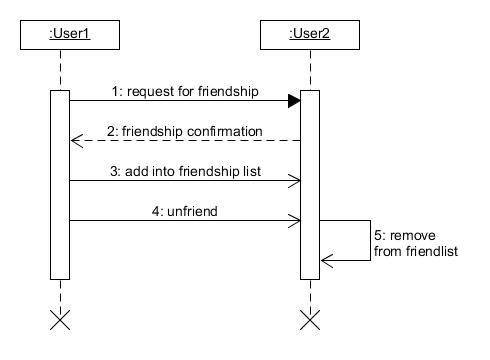 :User1
:User2
1: request for friendship
2: friendship confirmation
3: add into friendship list
4: unfriend
5: remove
from friendlist